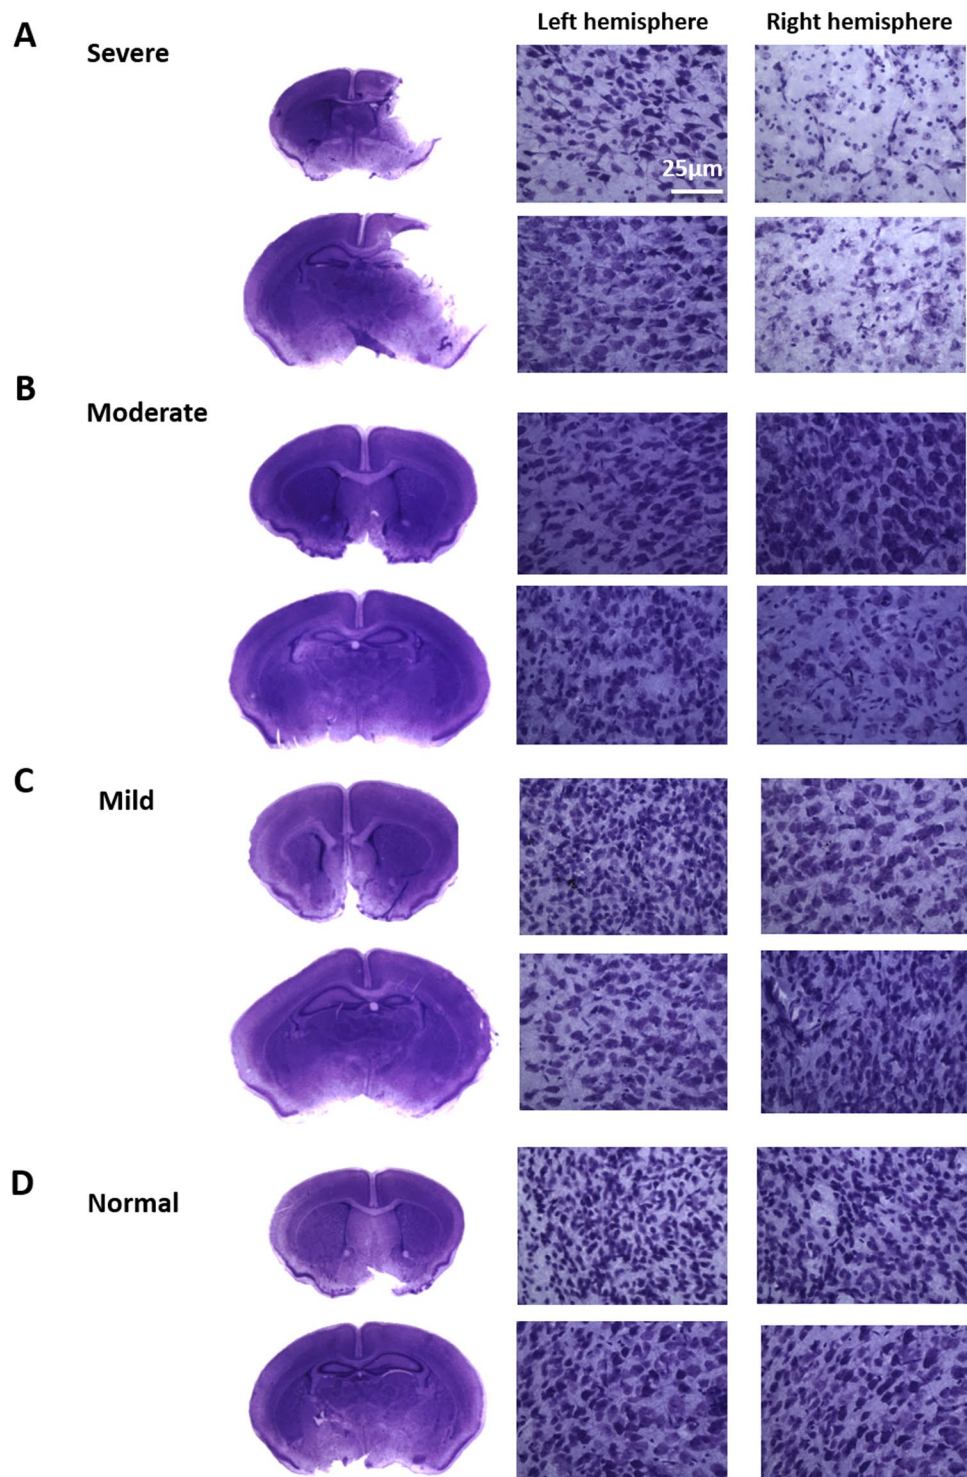 Left hemisphere
Right hemisphere
A
Severe
25µm
B
Moderate
C
Mild
D
Normal